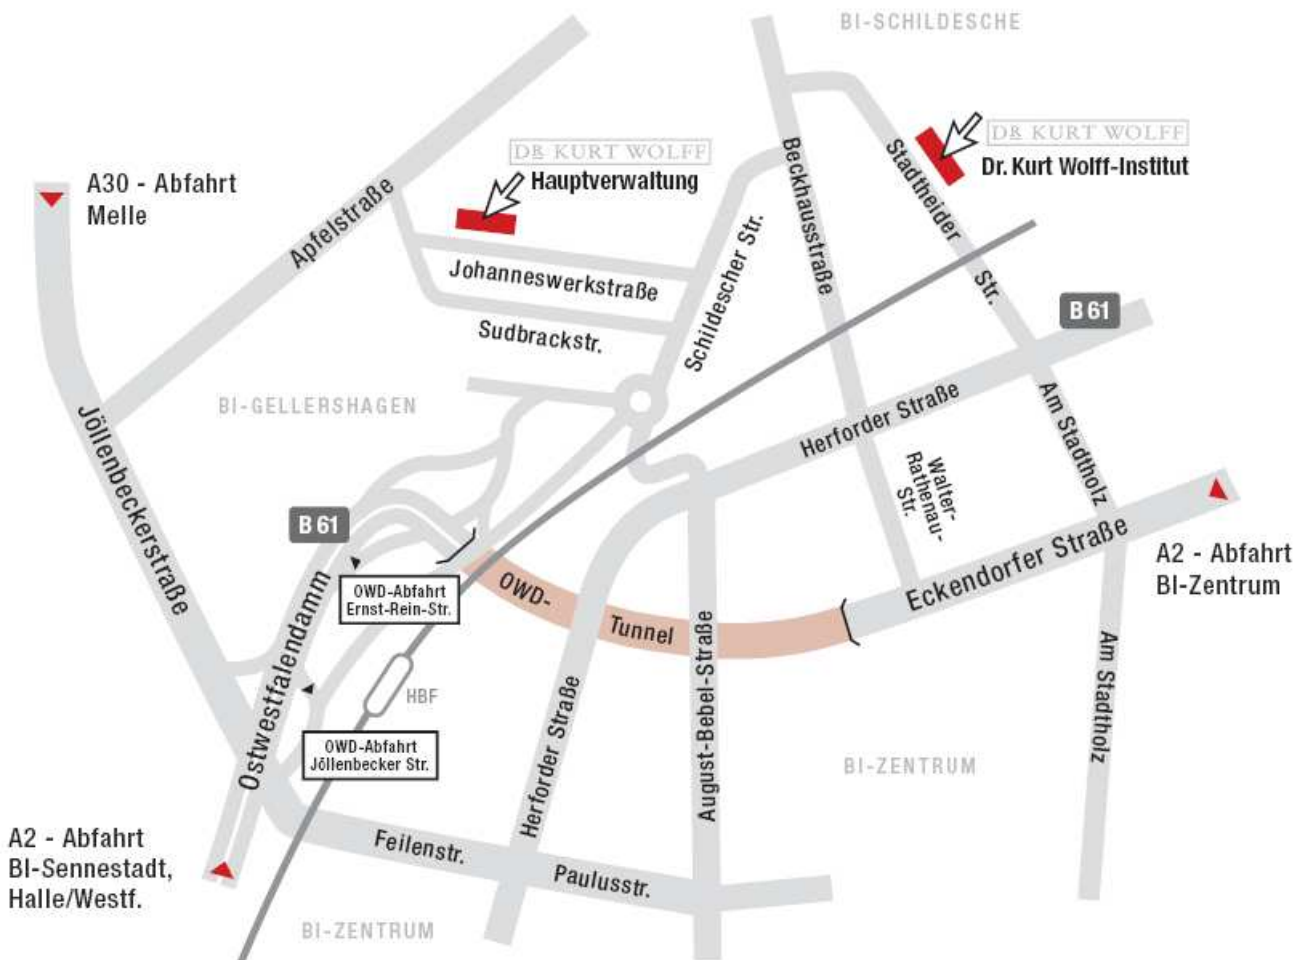 BI-SCHILDESCHE
DR. KURT WOLFF
Dr. Kurt Wolff-Institut
DR. KURT WOLFF
Hauptverwaltung
A30 - Abfahrt
Melle
Apfelstraße
Beckhausstraße
Stadtheider
Str.
Johanneswerkstraße
Schildescher Str.
Sudbrackstr.
B 61
BI-GELLERSHAGEN
Jöllenbeckerstraße
Herforder Straße
Am Stadtholz
Walter-
Rathenau-
Str.
B 61
Eckendorfer Straße
A2 - Abfahrt
BI-Zentrum
OWD-Abfahrt
Ernst-Rein-Str.
OWD-
Tunnel
Ostwestfalendamm
HBF
Herforder Straße
August-Bebel-Straße
Am Stadtholz
OWD-Abfahrt
Jöllenbecker Str.
BI-ZENTRUM
A2 - Abfahrt
BI-Sennestadt,
Halle/Westf.
Feilenstr.
Paulusstr.
BI-ZENTRUM